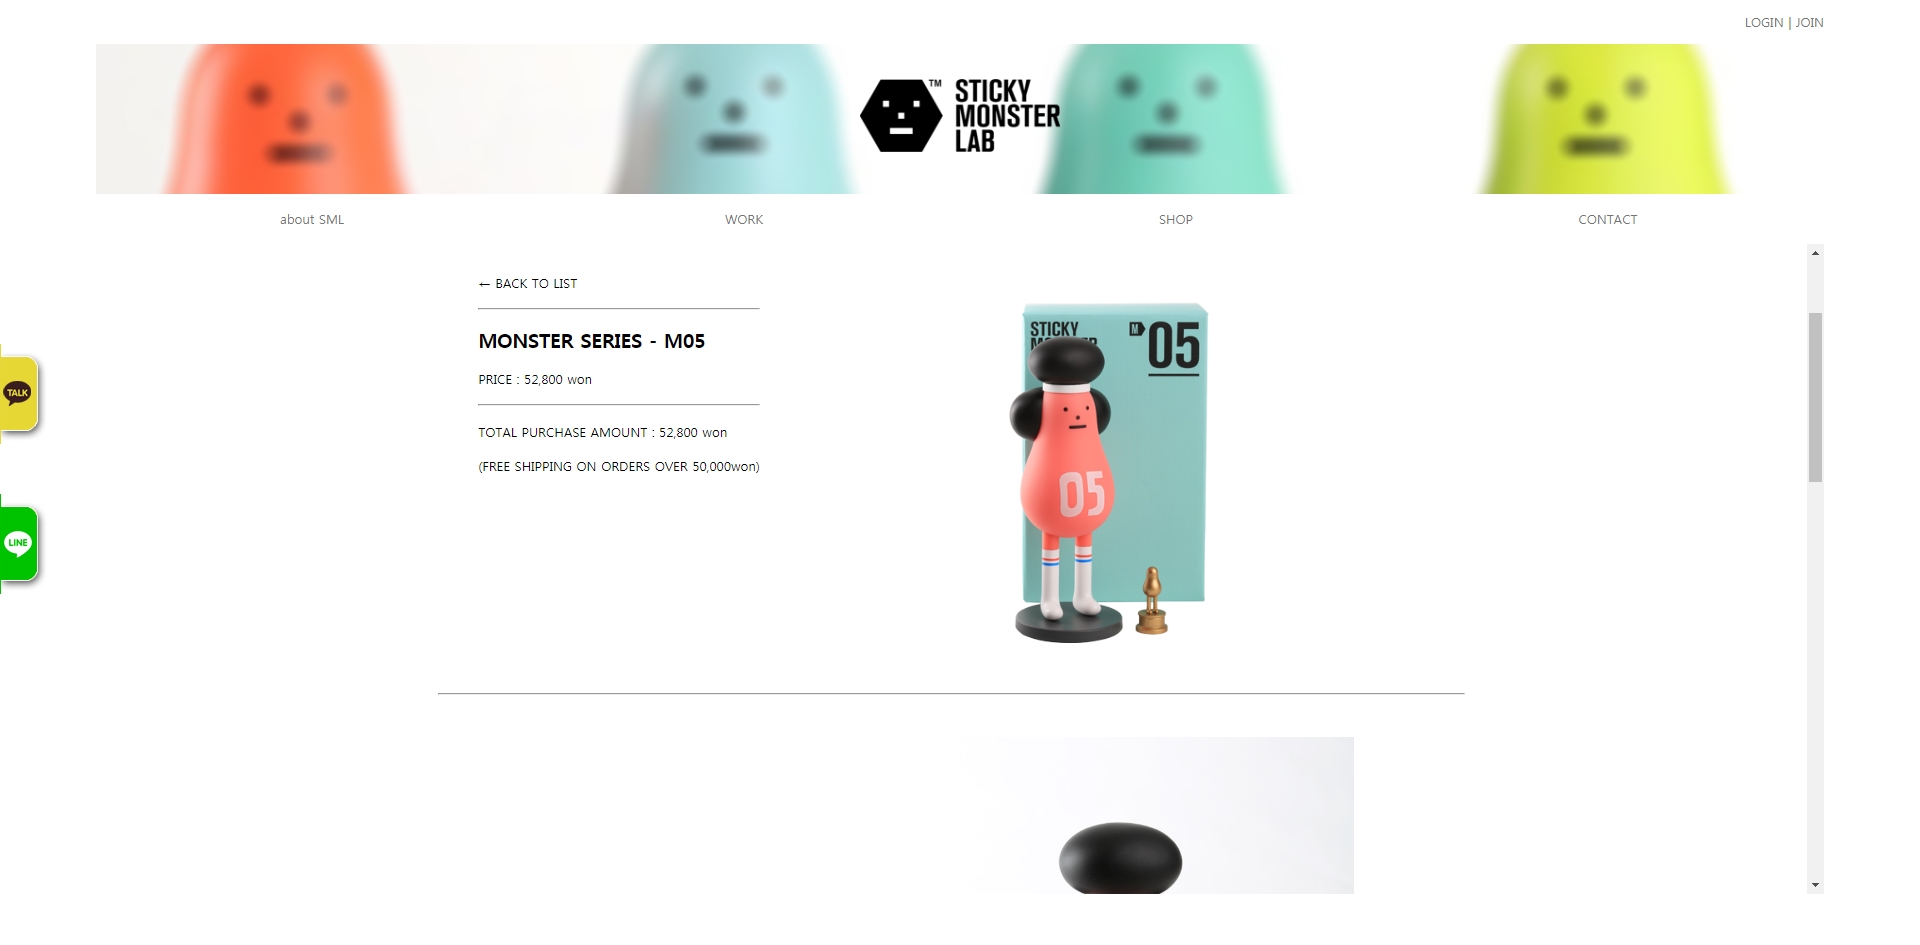 LOGIN | JOIN
™
STICKY
MONSTER
LAB
about SML
WORK
SHOP
CONTACT
← BACK TO LIST
MONSTER SERIES - M05
PRICE : 52,800 won
TOTAL PURCHASE AMOUNT : 52,800 won
(FREE SHIPPING ON ORDERS OVER 50,000won)
STICKY
M 05
05
TALK
LINE